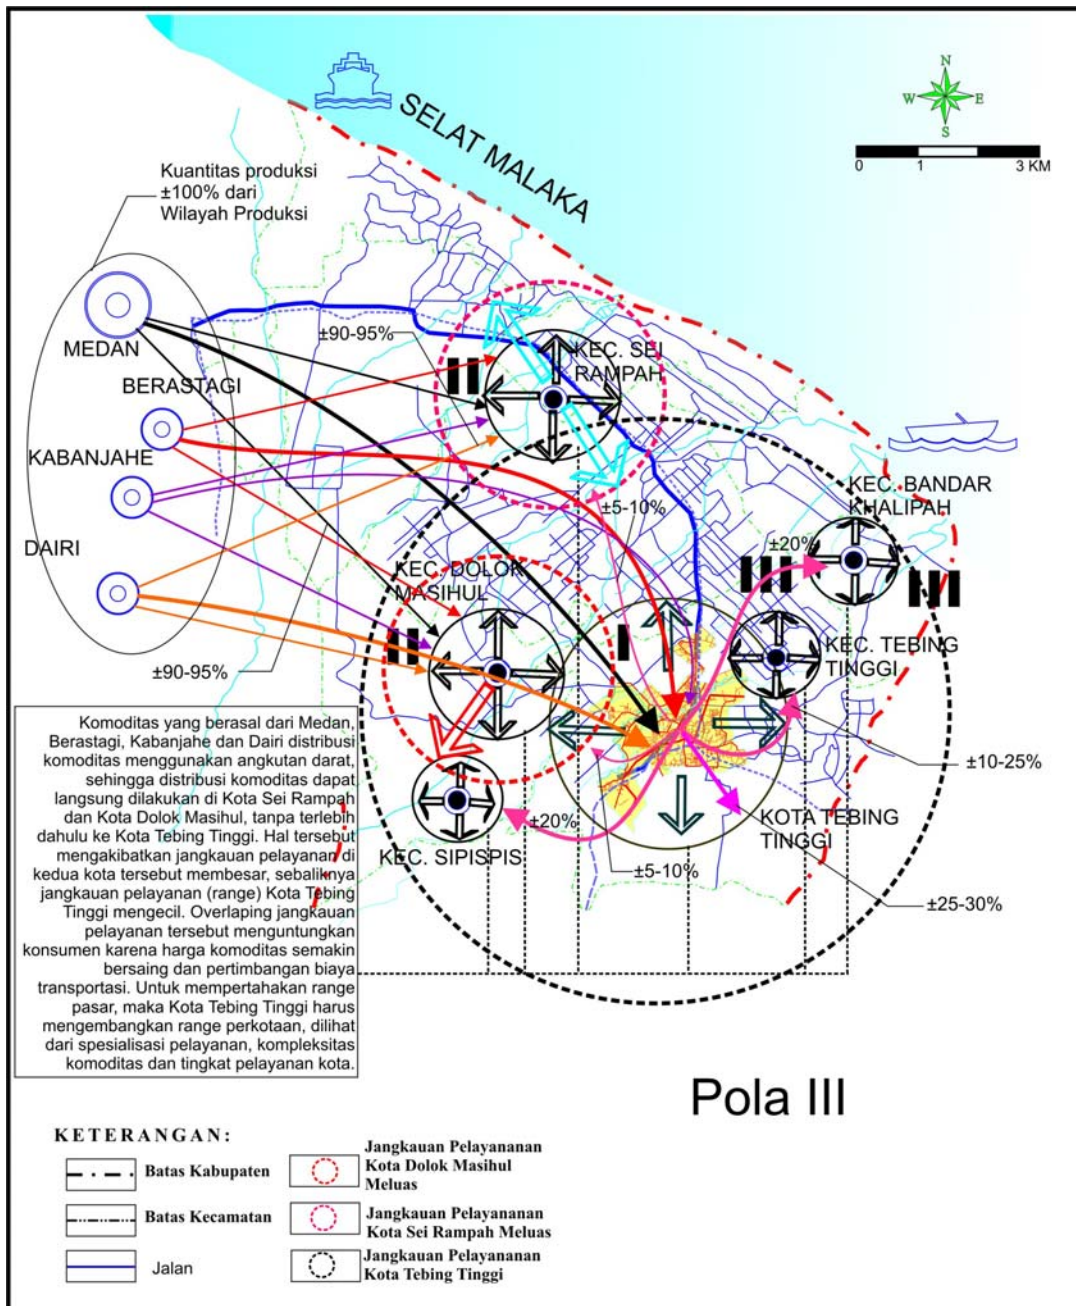 SELAT MALAKA
N
W
E
S
0
1
3 KM
Kuantitas produksi
±100% dari
Wilayah Produksi
MEDAN
BERASTAGI
KABANJAHE
DAIRI
±90-95%
KEC. SEI
RAMPAH
±5-10%
KEC. BANDAR
KHALIPAH
±20%
KEC. DOLOK
MASIHUL
KEC. TEBING
TINGGI
±90-95%
±10-25%
KOTA TEBING
TINGGI
±20%
KEC. SIPISPIS
±5-10%
±25-30%
Komoditas yang berasal dari Medan,
Berastagi, Kabanjahe dan Dairi distribusi
komoditas menggunakan angkutan darat,
sehingga distribusi komoditas dapat
langsung dilakukan di Kota Sei Rampah
dan Kota Dolok Masihul, tanpa terlebih
dahulu ke Kota Tebing Tinggi. Hal tersebut
mengakibatkan jangkauan pelayanan di
kedua kota tersebut membesar, sebaliknya
jangkauan pelayanan (range) Kota Tebing
Tinggi mengecil. Overlaping jangkauan
pelayanan tersebut menguntungkan
konsumen karena harga komoditas semakin
bersaing dan pertimbangan biaya
transportasi. Untuk mempertahakan range
pasar, maka Kota Tebing Tinggi harus
mengembangkan range perkotaan, dilihat
dari spesialisasi pelayanan, kompleksitas
komoditas dan tingkat pelayanan kota.
Pola III
KETERANGAN:
Batas Kabupaten
Batas Kecamatan
Jalan
Jangkauan Pelayananan
Kota Dolok Masihul
Meluas
Jangkauan Pelayananan
Kota Sei Rampah Meluas
Jangkauan Pelayananan
Kota Tebing Tinggi